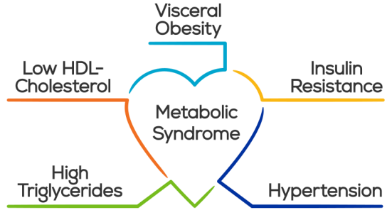 Visceral
Obesity
Low HDL-
Cholesterol
Insulin
Resistance
Metabolic
Syndrome
High
Triglycerides
Hypertension